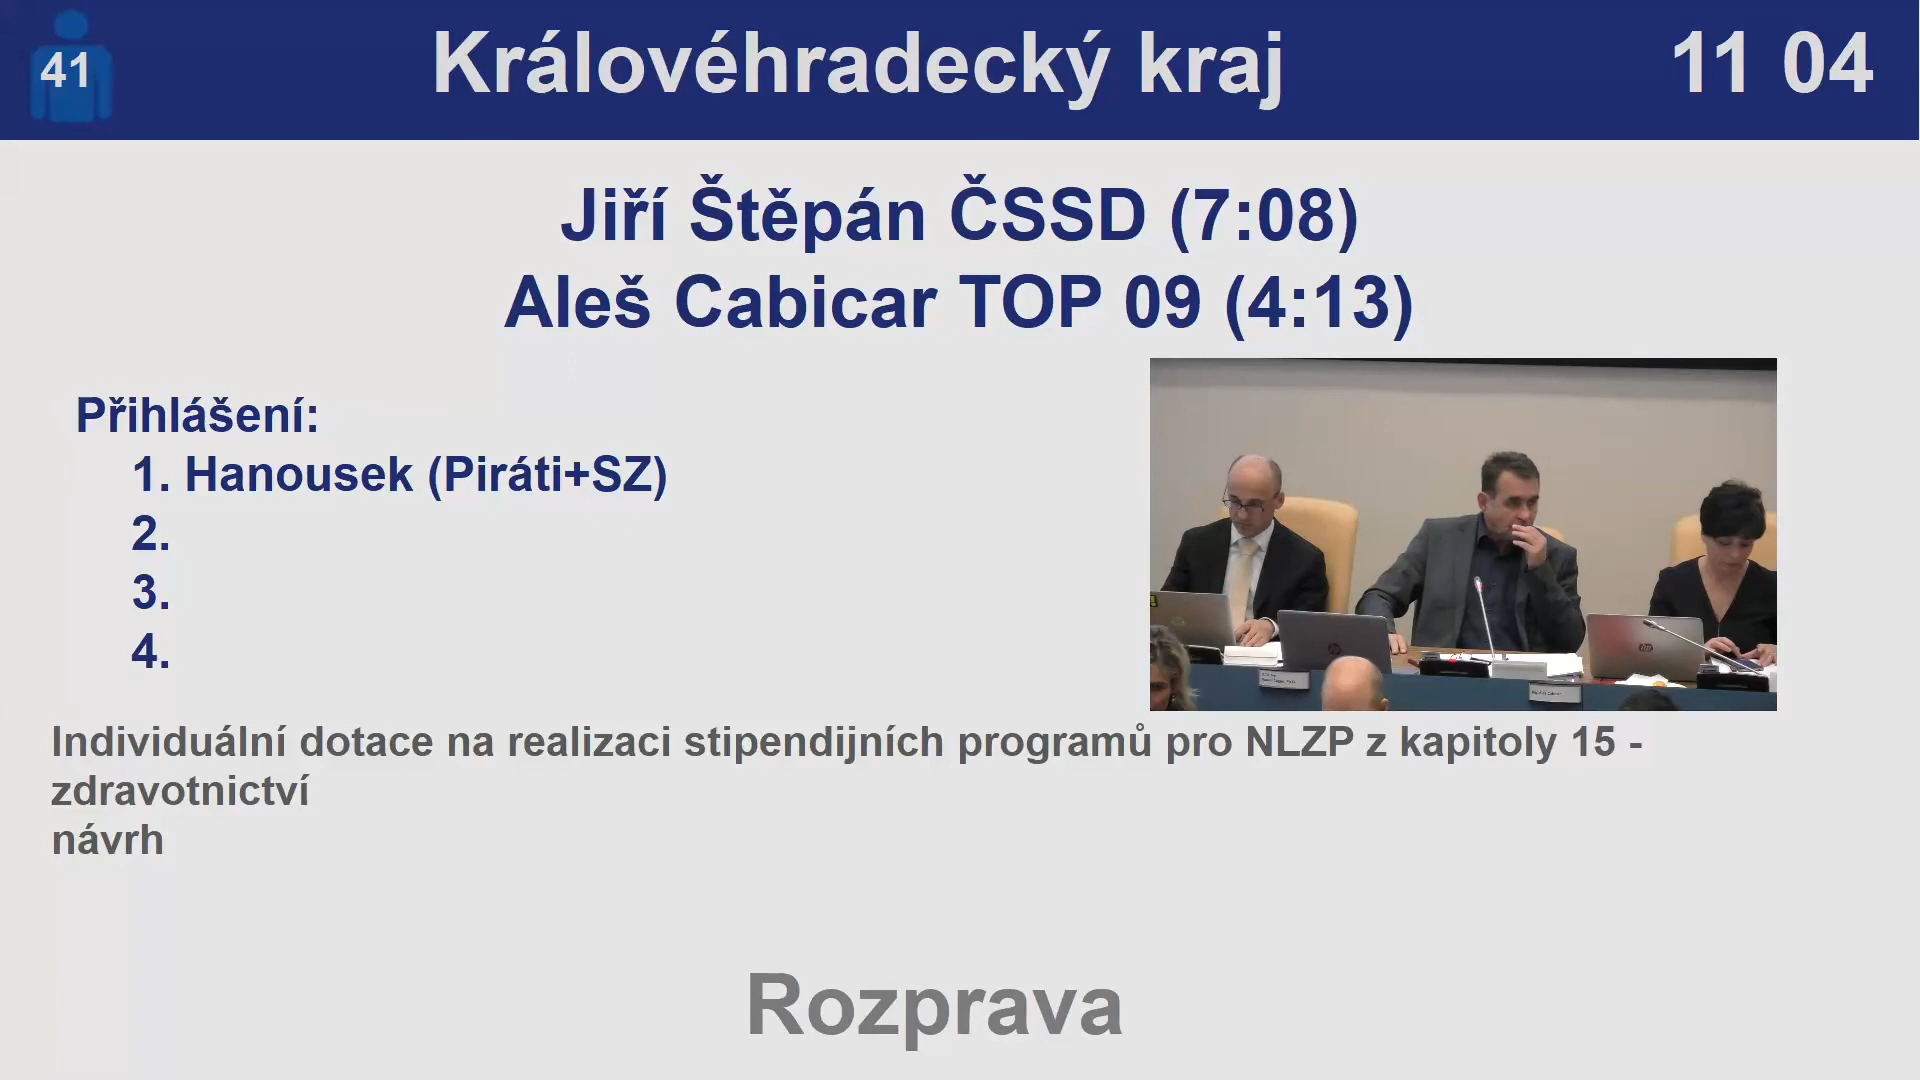 41
Královéhradecký kraj
11 04
Jiří Štěpán ČSSD (7:08)
Aleš Cabicar TOP 09 (4:13)
Přihlášení:
1. Hanousek (Piráti+SZ)
2.
3.
4.
hp
Individuální dotace na realizaci stipendijních programů pro NLZP z kapitoly 15 -
zdravotnictví
návrh
Rozprava